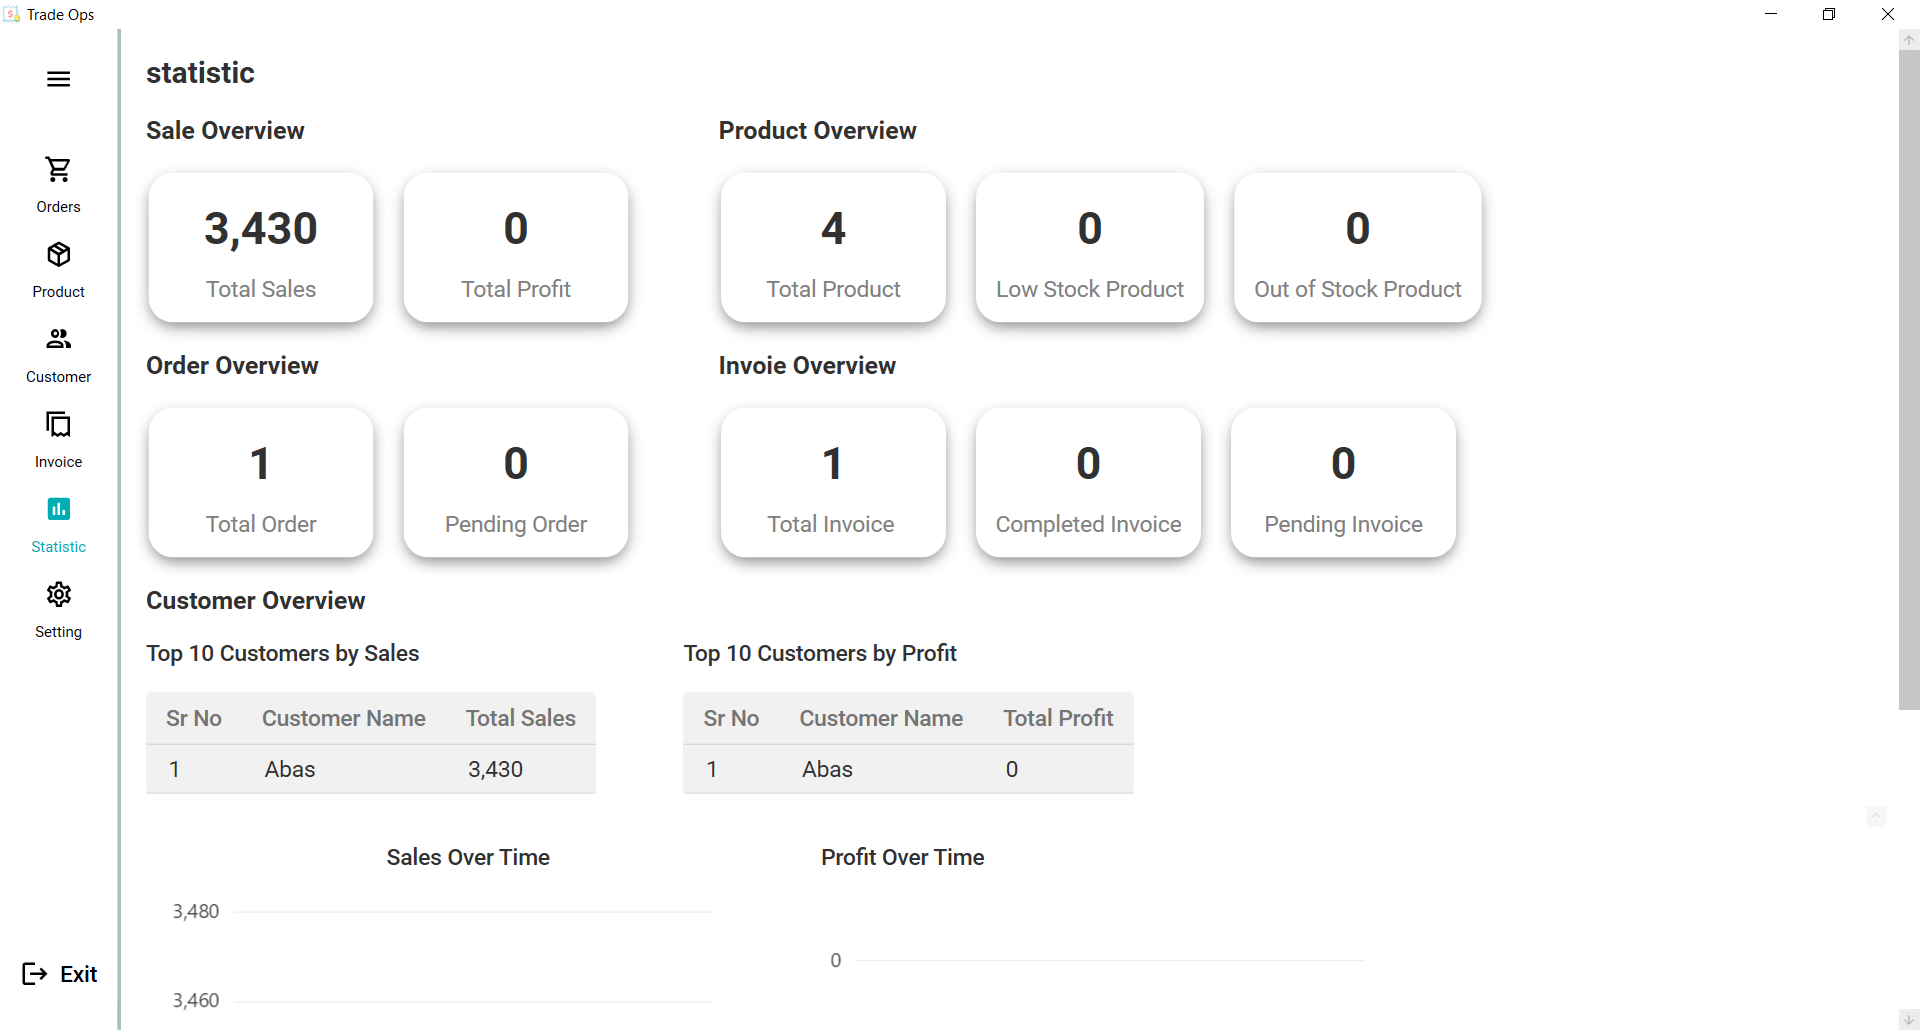 Trade Ops
statistic
Sale Overview
3,430
Total Sales
0
Total Profit
Product Overview
4
Total Product
0
Low Stock Product
0
Out of Stock Product
Order Overview
1
Total Order
0
Pending Order
Invoie Overview
1
Total Invoice
0
Completed Invoice
0
Pending Invoice
Customer Overview
Top 10 Customers by Sales
Sr No Customer Name Total Sales
1 Abas 3,430
Top 10 Customers by Profit
Sr No Customer Name Total Profit
1 Abas 0
Sales Over Time
3,480
3,460
Profit Over Time
0
Orders
Product
Customer
Invoice
Statistic
Setting
Exit